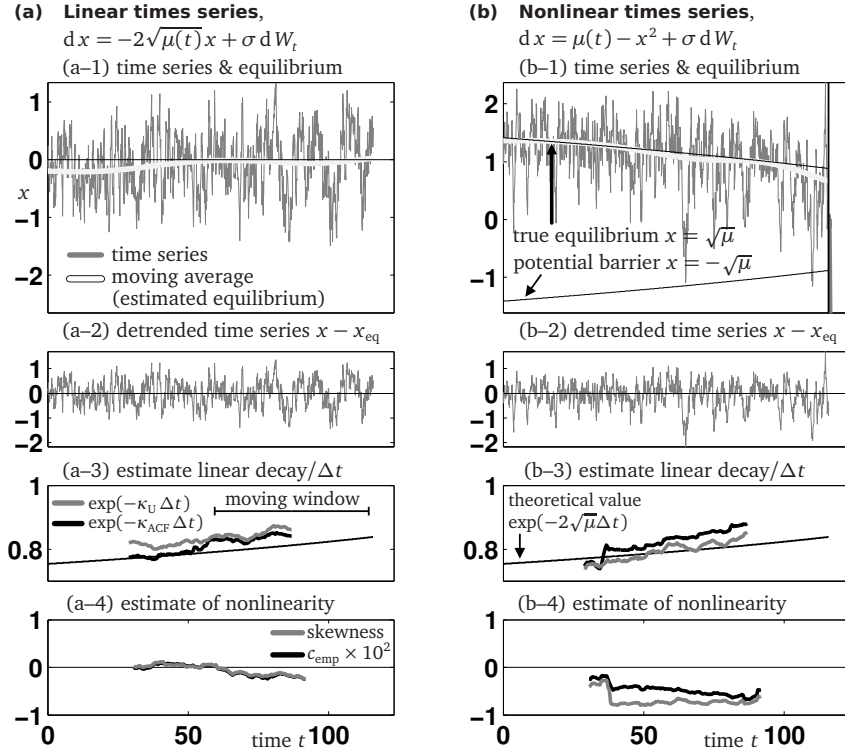 (a) Linear times series,
dx = −2√μ(t) x + σ dWₜ
(a–1) time series & equilibrium
1
0
x
−1
−2
time series
moving average
(estimated equilibrium)
(a–2) detrended time series x − x_eq
1
0
−1
−2
(a–3) estimate linear decay/Δt
1
0.8
exp(−κ_U Δt)
exp(−κ_ACF Δt)
moving window
(a–4) estimate of nonlinearity
1
0
−1
skewness
c_emp × 10²
0
50
time t
100
(b) Nonlinear times series,
dx = μ(t) − x² + σ dWₜ
(b–1) time series & equilibrium
2
1
0
−1
true equilibrium x = √μ
potential barrier x = −√μ
(b–2) detrended time series x − x_eq
1
0
−1
−2
(b–3) estimate linear decay/Δt
1
0.8
theoretical value
exp(−2√μΔt)
(b–4) estimate of nonlinearity
1
0
−1
0
50
time t
100